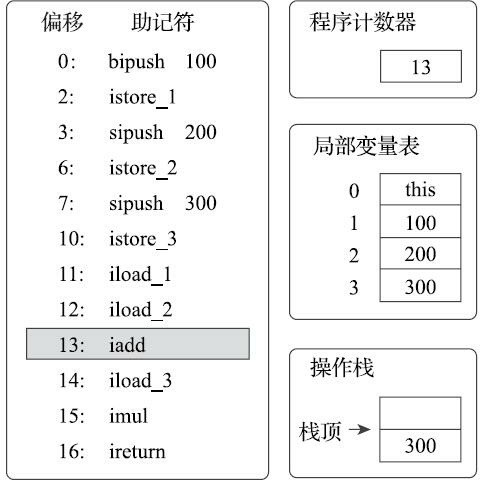 偏移 助记符
0: bipush 100
2: istore_1
3: sipush 200
6: istore_2
7: sipush 300
10: istore_3
11: iload_1
12: iload_2
13: iadd
14: iload_3
15: imul
16: ireturn
程序计数器
13
局部变量表
0 this
1 100
2 200
3 300
操作栈
栈顶
300